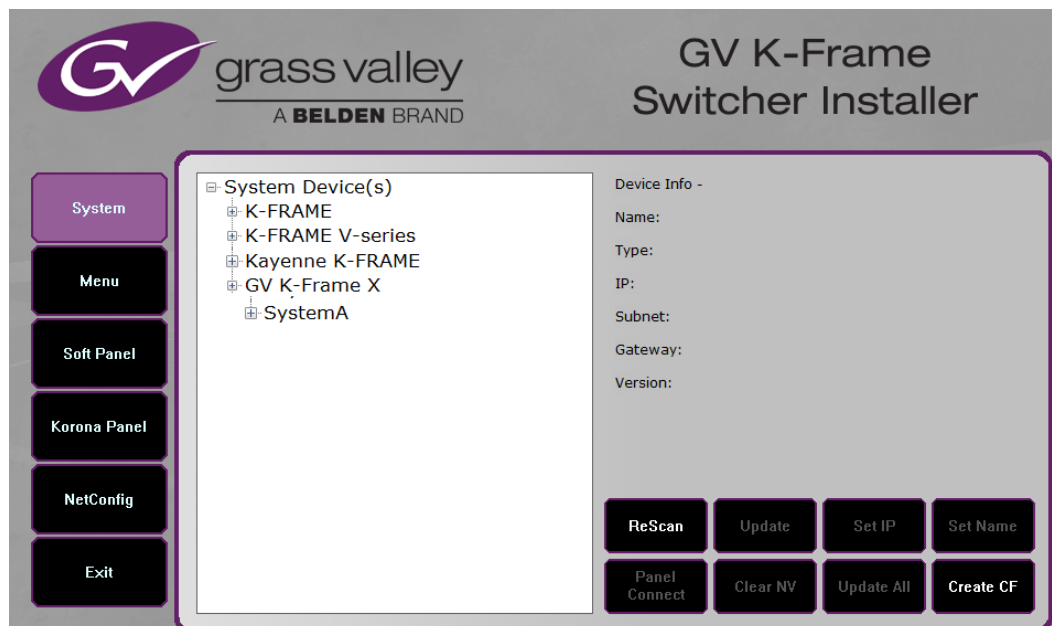 GV
grass valley
A BELDEN BRAND
GV K-Frame
Switcher Installer
System
Menu
Soft Panel
Korona Panel
NetConfig
Exit
System Device(s)
K-FRAME
K-FRAME V-series
Kayenne K-FRAME
GV K-Frame X
SystemA
Device Info -
Name:
Type:
IP:
Subnet:
Gateway:
Version:
ReScan
Update
Set IP
Set Name
Panel
Connect
Clear NV
Update All
Create CF